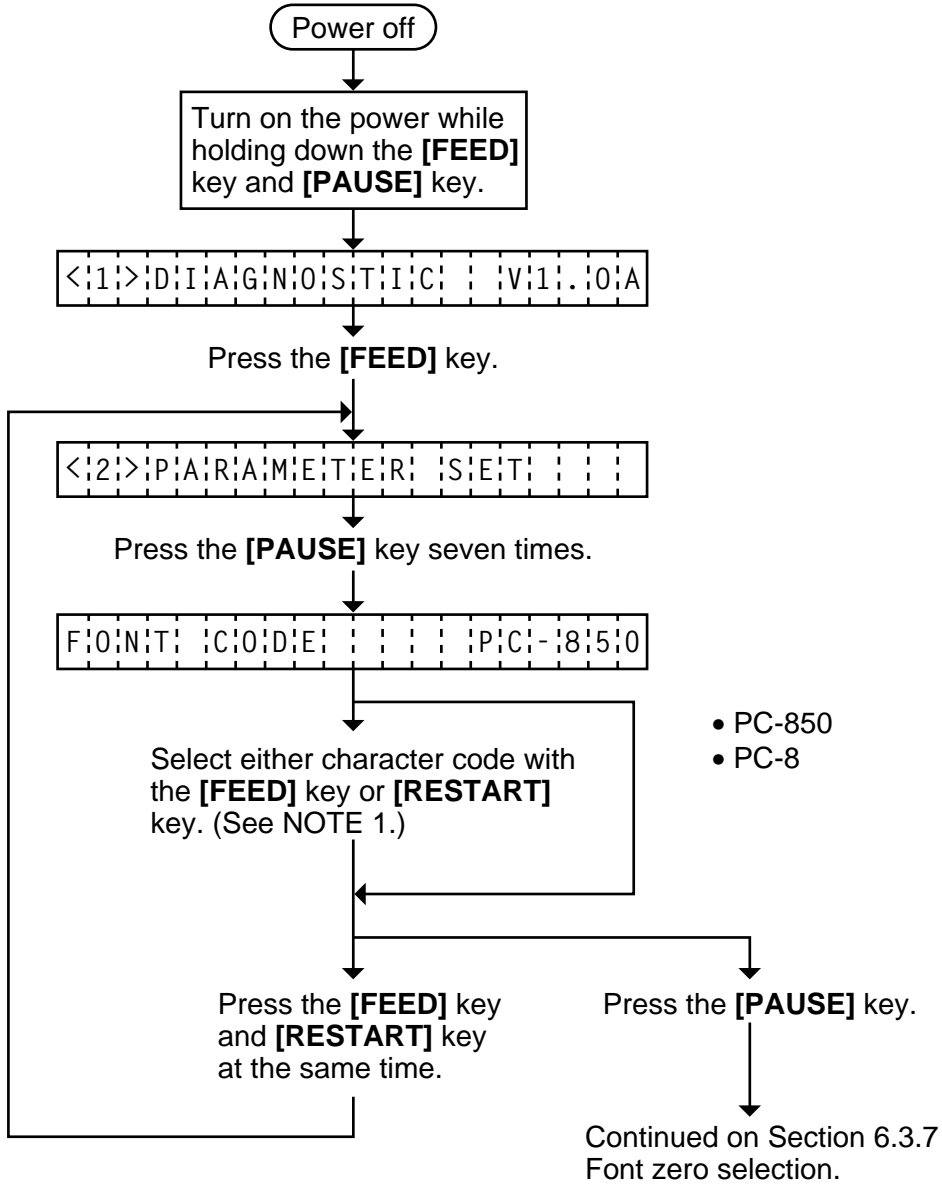 Power off
Turn on the power while
holding down the [FEED]
key and [PAUSE] key.
<1>DIAGNOSTIC  V1.0A
Press the [FEED] key.
<2>PARAMETER SET
Press the [PAUSE] key seven times.
FONT CODE    PC-850
• PC-850
• PC-8
Select either character code with
the [FEED] key or [RESTART]
key. (See NOTE 1.)
Press the [FEED] key
and [RESTART] key
at the same time.
Press the [PAUSE] key.
Continued on Section 6.3.7
Font zero selection.